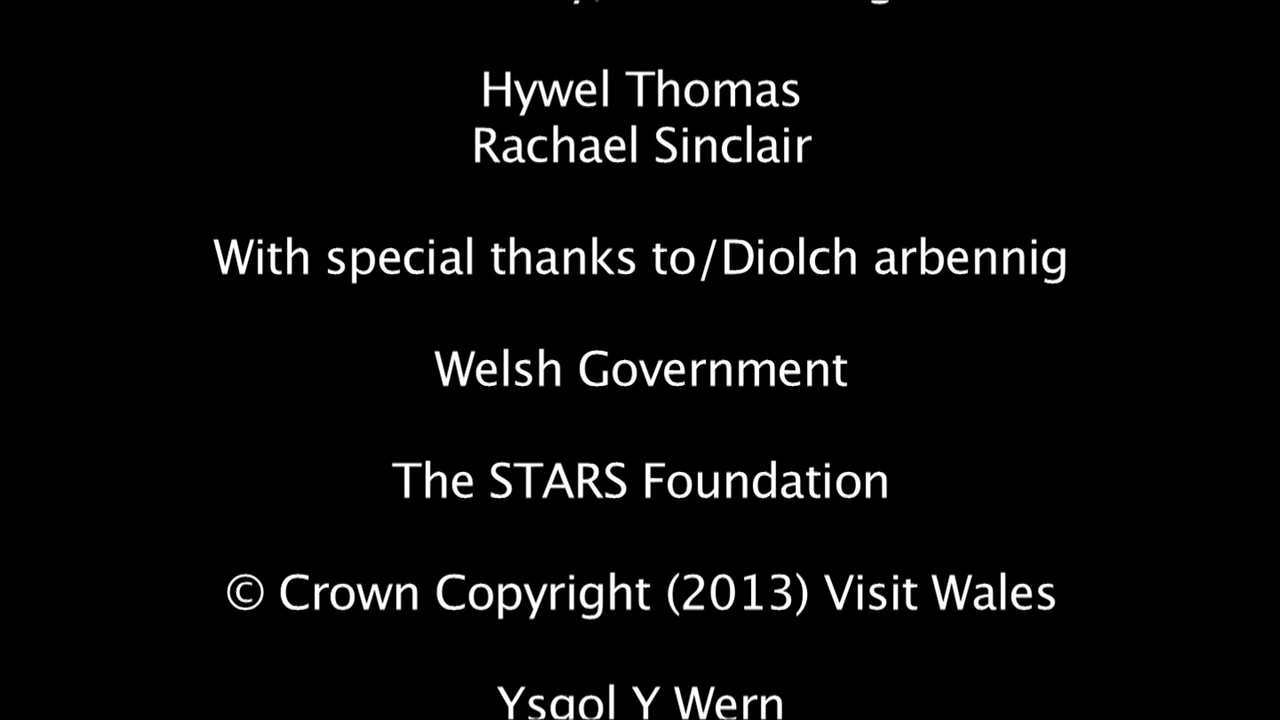 Hywel Thomas
Rachael Sinclair
With special thanks to/Diolch arbennig
Welsh Government
The STARS Foundation
© Crown Copyright (2013) Visit Wales
Ysgol Y Wern